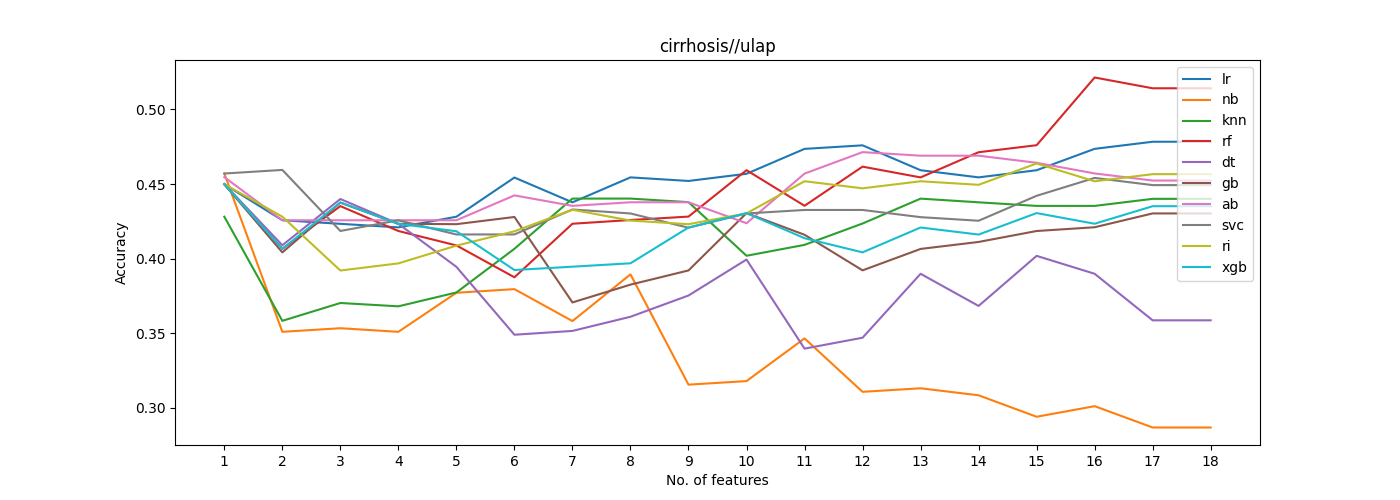 cirrhosis//ulap
Accuracy
0.50
0.45
0.40
0.35
0.30
1 2 3 4 5 6 7 8 9 10 11 12 13 14 15 16 17 18
No. of features
lr
nb
knn
rf
dt
gb
ab
svc
ri
xgb